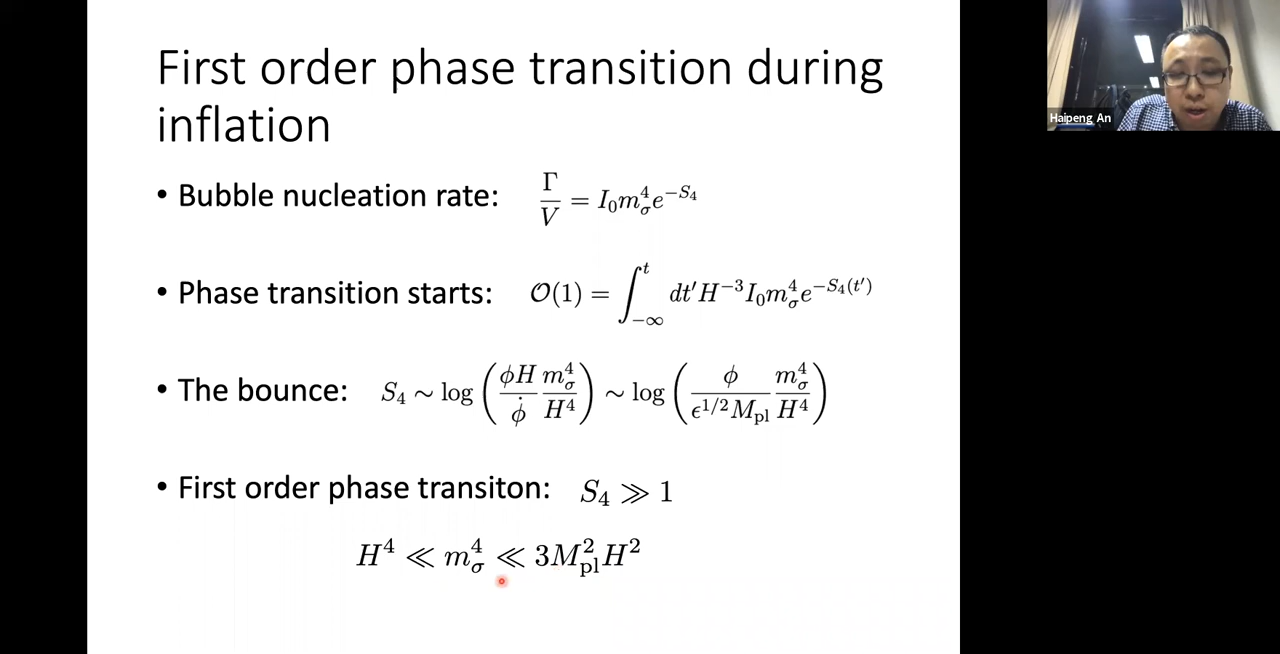 First order phase transition during
inflation
• Bubble nucleation rate: Γ/V = I₀m_σ⁴e^{−S₄}
• Phase transition starts: 𝒪(1) = ∫_{−∞}^{t} dt′H⁻³I₀m_σ⁴e^{−S₄(t′)}
• The bounce: S₄ ∼ log(ϕH/ϕ̇ m_σ⁴/H⁴) ∼ log(ϕ/(ϵ^{1/2}M_pl) m_σ⁴/H⁴)
• First order phase transiton: S₄ ≫ 1
H⁴ ≪ m_σ⁴ ≪ 3M_pl²H²
Haipeng An